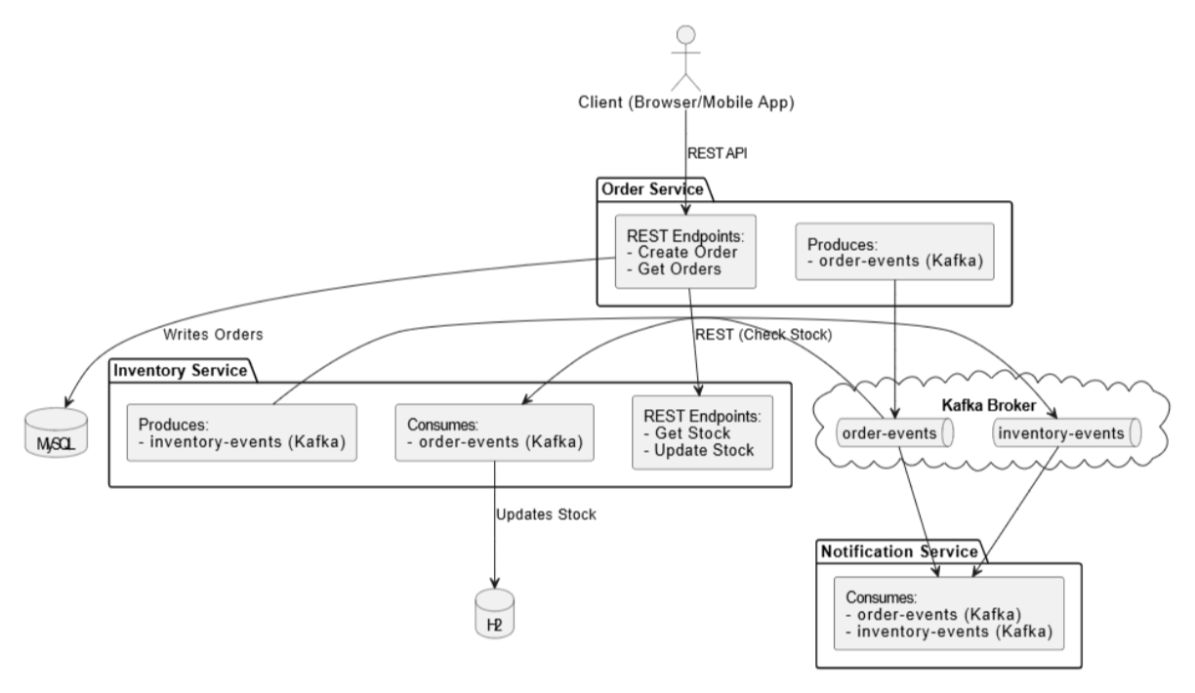 Client (Browser/Mobile App)
REST API
Order Service
REST Endpoints:
- Create Order
- Get Orders
Produces:
- order-events (Kafka)
Writes Orders
REST (Check Stock)
Inventory Service
Produces:
- inventory-events (Kafka)
Consumes:
- order-events (Kafka)
REST Endpoints:
- Get Stock
- Update Stock
Kafka Broker
order-events
inventory-events
MySQL
Updates Stock
Notification Service
Consumes:
- order-events (Kafka)
- inventory-events (Kafka)
H2